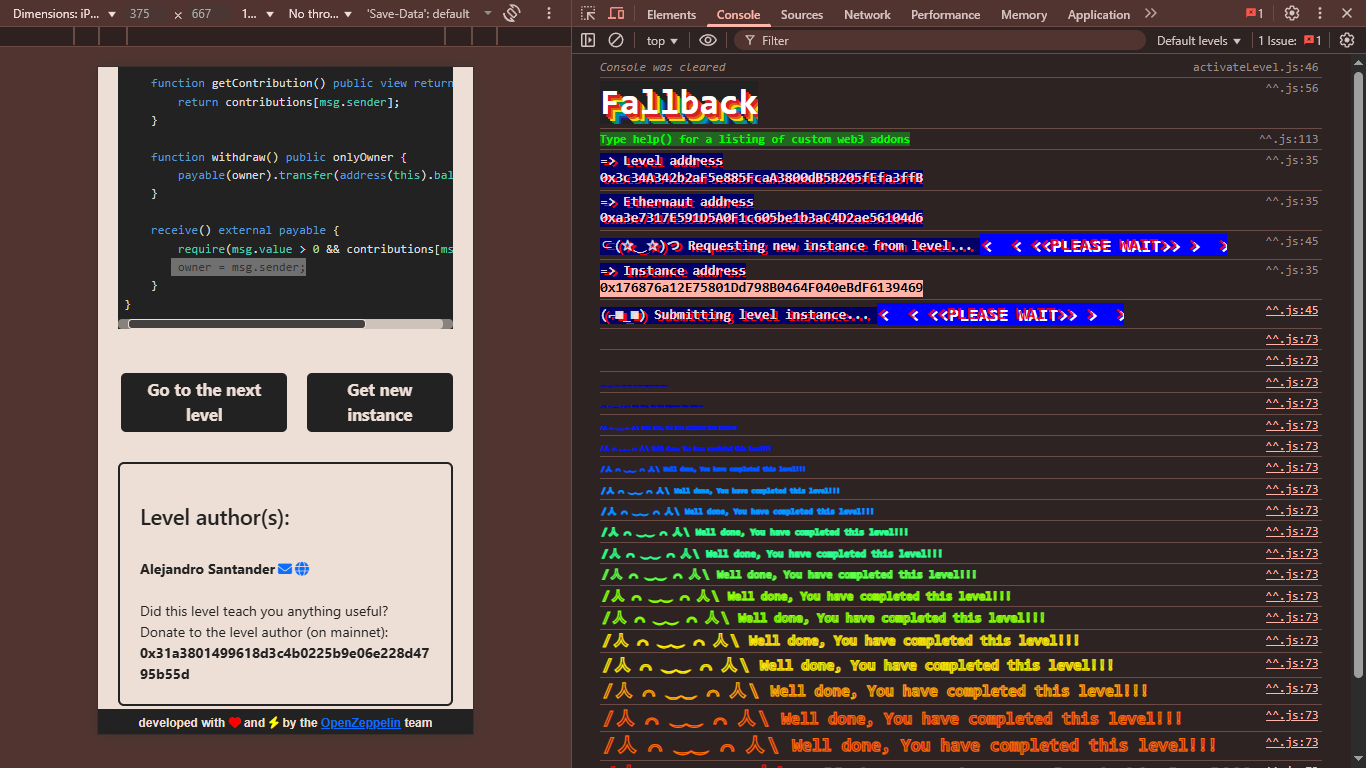 Dimensions: iP... 375 × 667 1... No thro... 'Save-Data': default
Elements Console Sources Network Performance Memory Application 1
top Filter Default levels 1 Issue: 1
function getContribution() public view return
return contributions[msg.sender];
}
function withdraw() public onlyOwner {
payable(owner).transfer(address(this).bal
}
receive() external payable {
require(msg.value > 0 && contributions[ms
owner = msg.sender;
}
}
Go to the next
level
Get new
instance
Level author(s):
Alejandro Santander
Did this level teach you anything useful?
Donate to the level author (on mainnet):
0x31a3801499618d3c4b0225b9e06e228d47
95b55d
developed with and by the OpenZeppelin team
Console was cleared activateLevel.js:46
Fallback ^^.js:56
Type help() for a listing of custom web3 addons ^^.js:113
=> Level address ^^.js:35
0x3c34A342b2aF5e885FcaA3800dB5B205fEfa3ffB
=> Ethernaut address ^^.js:35
0xa3e7317E591D5A0F1c605be1b3aC4D2ae56104d6
⊂(☆‿☆)つ Requesting new instance from level... < < <<PLEASE WAIT>> > > ^^.js:45
=> Instance address ^^.js:35
0x176876a12E75801Dd798B0464F040eBdF6139469
(⌐■_■) Submitting level instance... < < <<PLEASE WAIT>> > > ^^.js:45
^^.js:73
^^.js:73
^^.js:73
^^.js:73
^^.js:73
^^.js:73
/人 ◠ ‿‿ ◠ 人\ Well done, You have completed this level!!! ^^.js:73
/人 ◠ ‿‿ ◠ 人\ Well done, You have completed this level!!! ^^.js:73
/人 ◠ ‿‿ ◠ 人\ Well done, You have completed this level!!! ^^.js:73
/人 ◠ ‿‿ ◠ 人\ Well done, You have completed this level!!! ^^.js:73
/人 ◠ ‿‿ ◠ 人\ Well done, You have completed this level!!! ^^.js:73
/人 ◠ ‿‿ ◠ 人\ Well done, You have completed this level!!! ^^.js:73
/人 ◠ ‿‿ ◠ 人\ Well done, You have completed this level!!! ^^.js:73
/人 ◠ ‿‿ ◠ 人\ Well done, You have completed this level!!! ^^.js:73
/人 ◠ ‿‿ ◠ 人\ Well done, You have completed this level!!! ^^.js:73
/人 ◠ ‿‿ ◠ 人\ Well done, You have completed this level!!! ^^.js:73
/人 ◠ ‿‿ ◠ 人\ Well done, You have completed this level!!! ^^.js:73
/人 ◠ ‿‿ ◠ 人\ Well done, You have completed this level!!! ^^.js:73
/人 ◠ ‿‿ ◠ 人\ Well done, You have completed this level!!! ^^.js:73